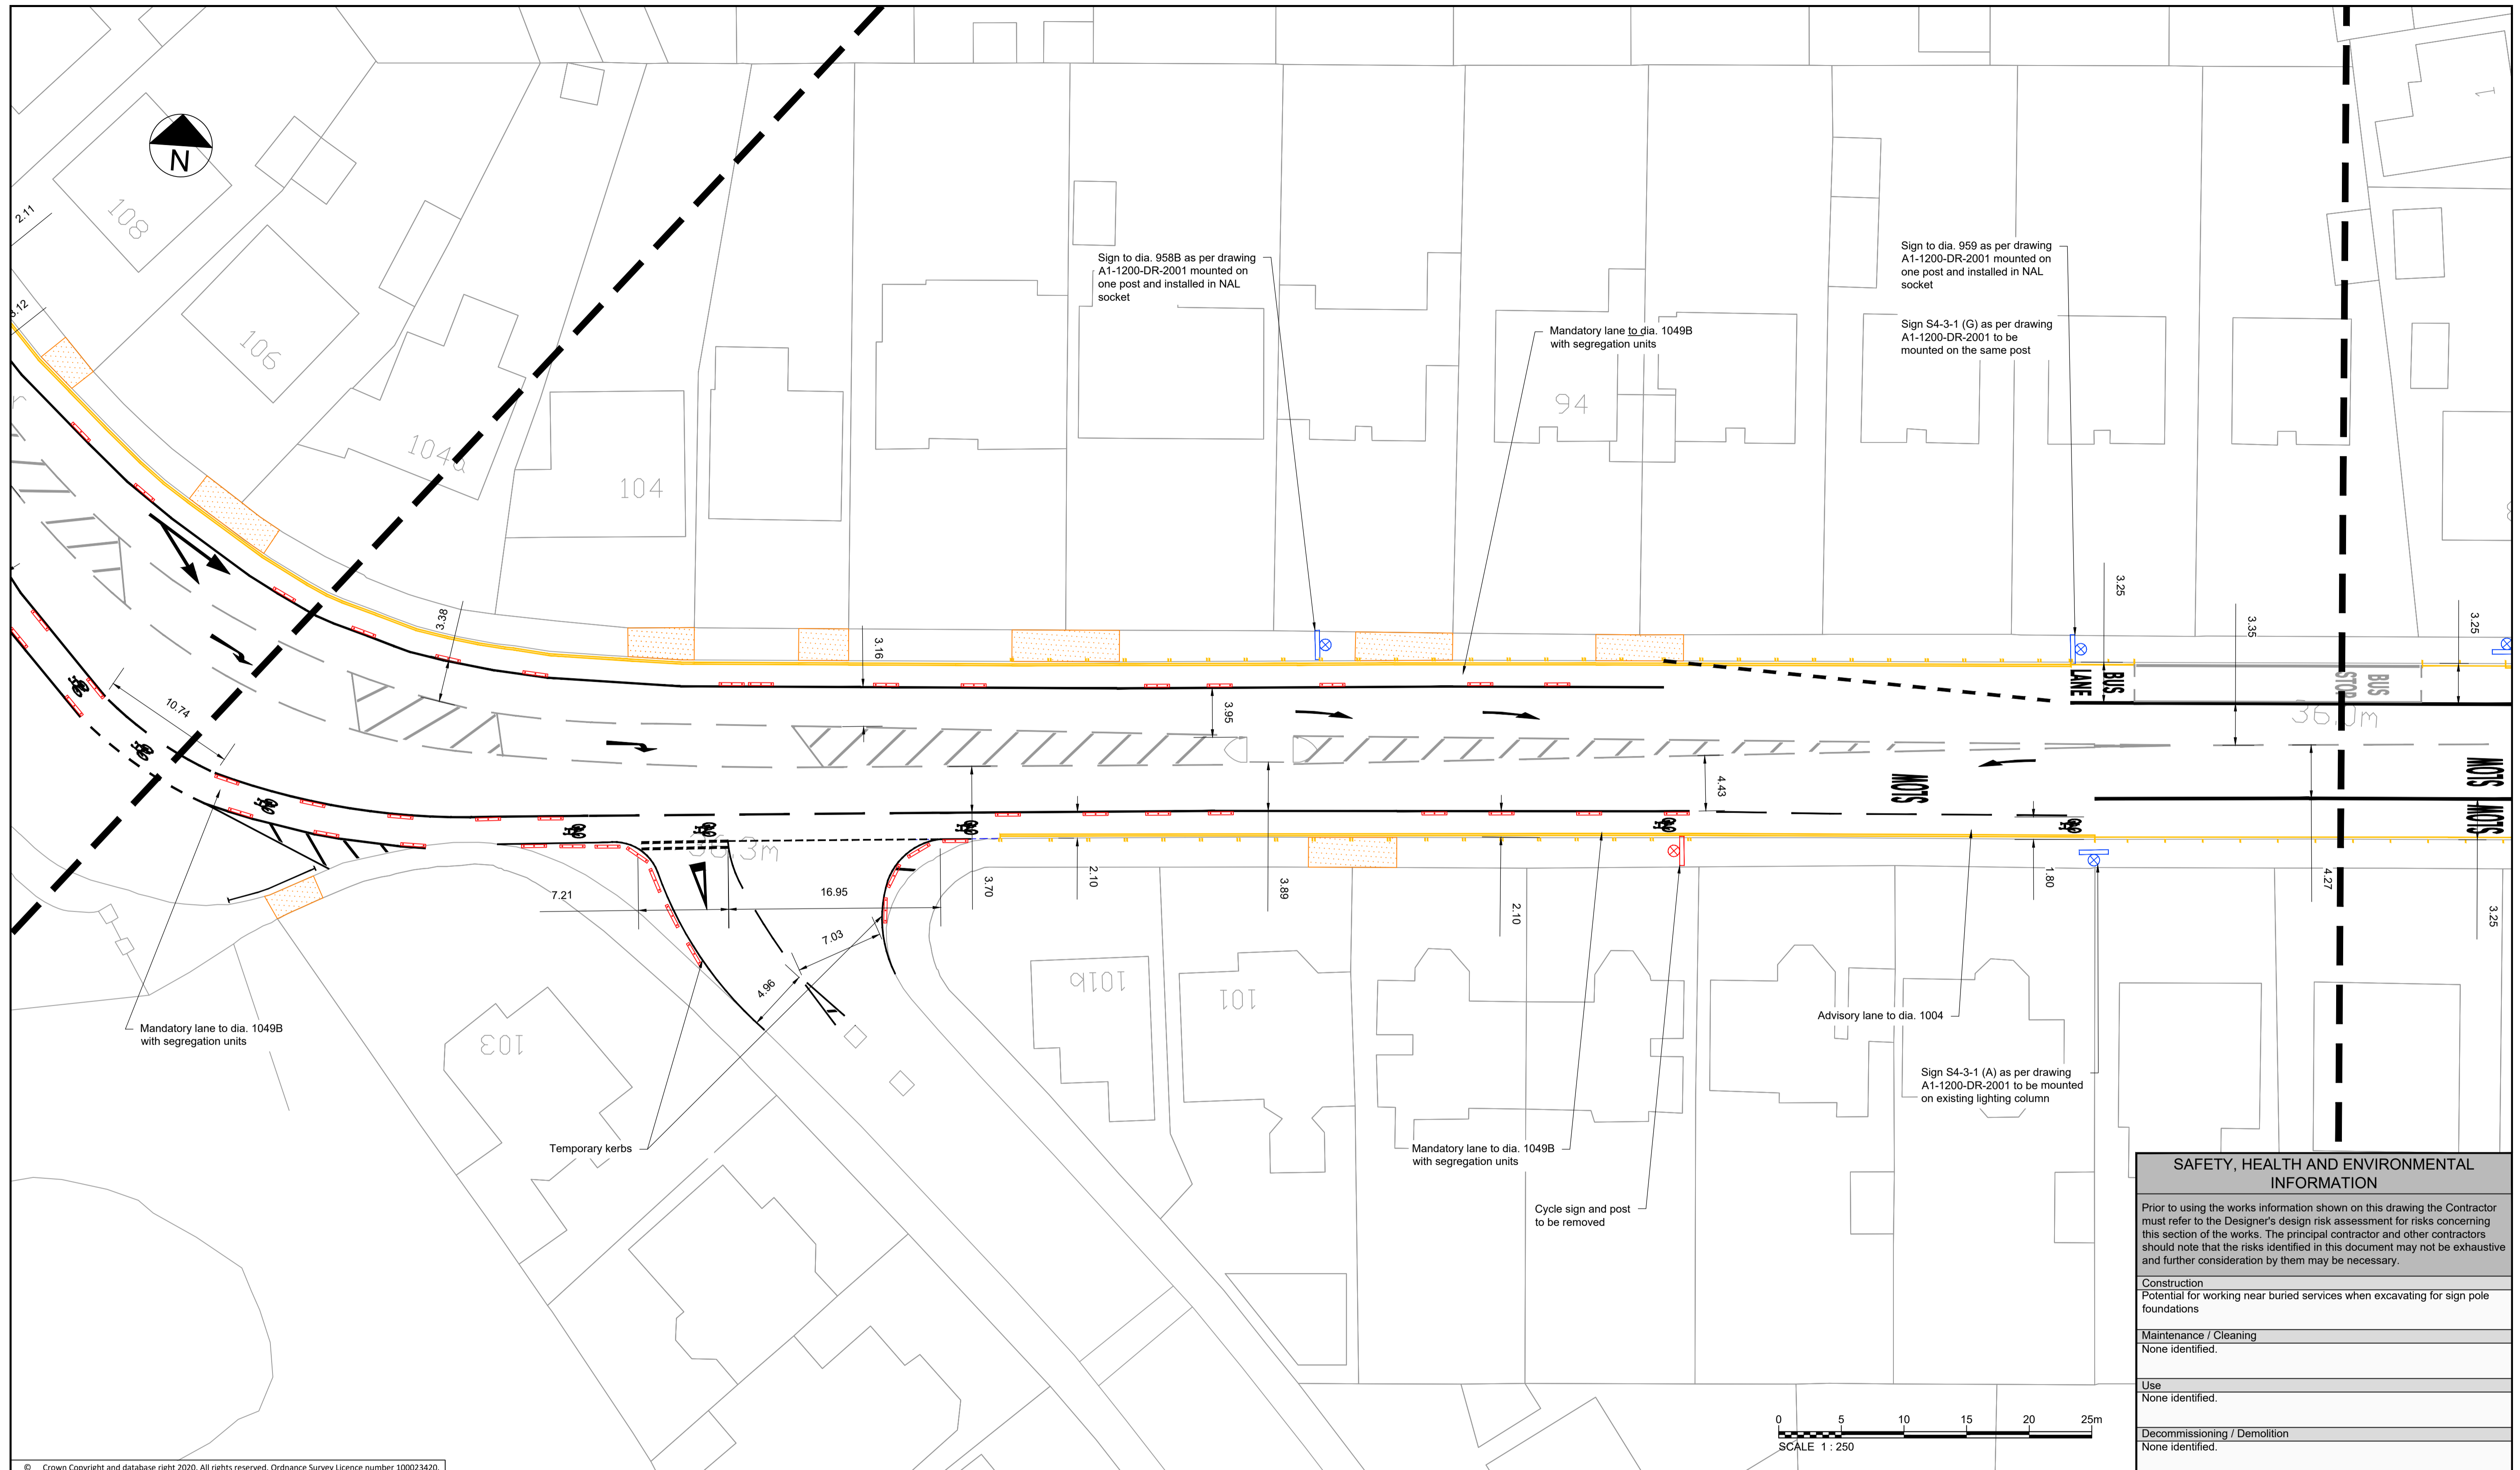 N
108
2.11
3.12
106
104a
104
Sign to dia. 958B as per drawing
A1-1200-DR-2001 mounted on
one post and installed in NAL
socket
Mandatory lane to dia. 1049B
with segregation units
94
Sign to dia. 959 as per drawing
A1-1200-DR-2001 mounted on
one post and installed in NAL
socket
Sign S4-3-1 (G) as per drawing
A1-1200-DR-2001 to be
mounted on the same post
1
3.38
3.16
3.95
3.25
3.35
3.25
BUS
LANE
BUS
STOP
36.0m
10.74
4.43
SLOW
SLOW
SLOW
7.21
16.95
3.70
2.10
3.89
2.10
1.80
4.27
3.25
7.03
4.96
101b
101
103
Mandatory lane to dia. 1049B
with segregation units
Temporary kerbs
Mandatory lane to dia. 1049B
with segregation units
Cycle sign and post
to be removed
Advisory lane to dia. 1004
Sign S4-3-1 (A) as per drawing
A1-1200-DR-2001 to be mounted
on existing lighting column
SAFETY, HEALTH AND ENVIRONMENTAL
INFORMATION
Prior to using the works information shown on this drawing the Contractor
must refer to the Designer's design risk assessment for risks concerning
this section of the works. The principal contractor and other contractors
should note that the risks identified in this document may not be exhaustive
and further consideration by them may be necessary.
Construction
Potential for working near buried services when excavating for sign pole
foundations
Maintenance / Cleaning
None identified.
Use
None identified.
Decommissioning / Demolition
None identified.
0 5 10 15 20 25m
SCALE 1 : 250
© Crown Copyright and database right 2020. All rights reserved. Ordnance Survey Licence number 100023420.